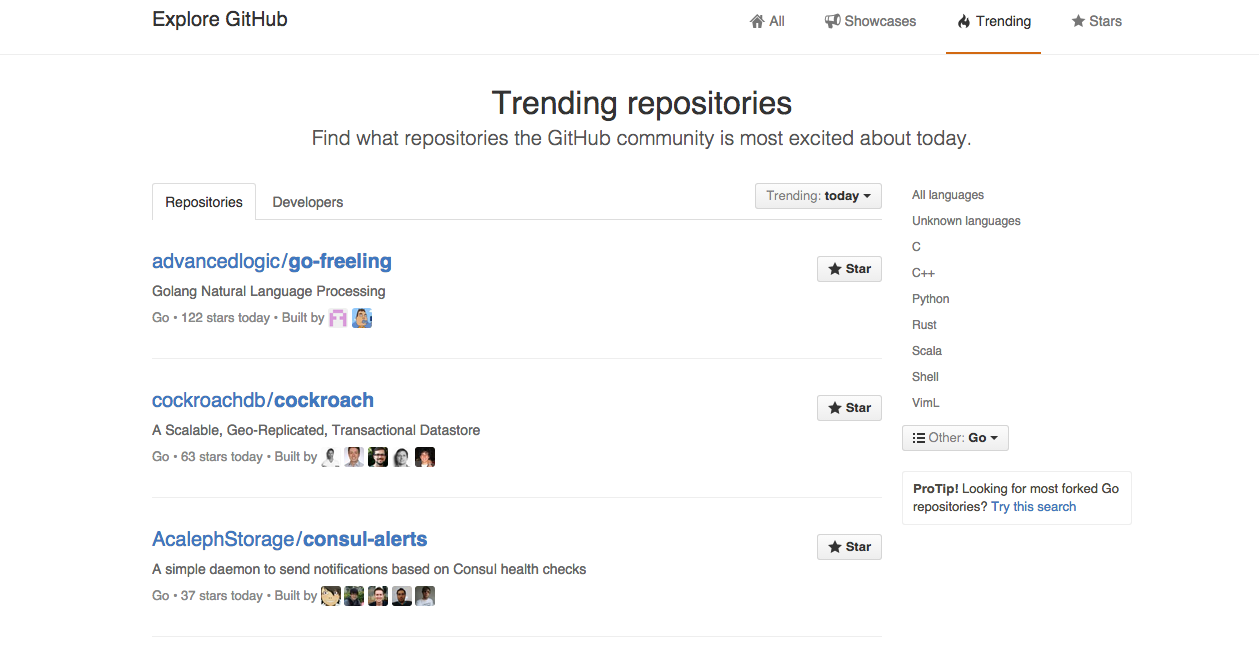 Explore GitHub
All
Showcases
Trending
Stars
Trending repositories
Find what repositories the GitHub community is most excited about today.
Repositories
Developers
Trending: today
advancedlogic/go-freeling
Star
Golang Natural Language Processing
Go • 122 stars today • Built by
cockroachdb/cockroach
Star
A Scalable, Geo-Replicated, Transactional Datastore
Go • 63 stars today • Built by
AcalephStorage/consul-alerts
Star
A simple daemon to send notifications based on Consul health checks
Go • 37 stars today • Built by
All languages
Unknown languages
C
C++
Python
Rust
Scala
Shell
VimL
Other: Go
ProTip! Looking for most forked Go
repositories? Try this search